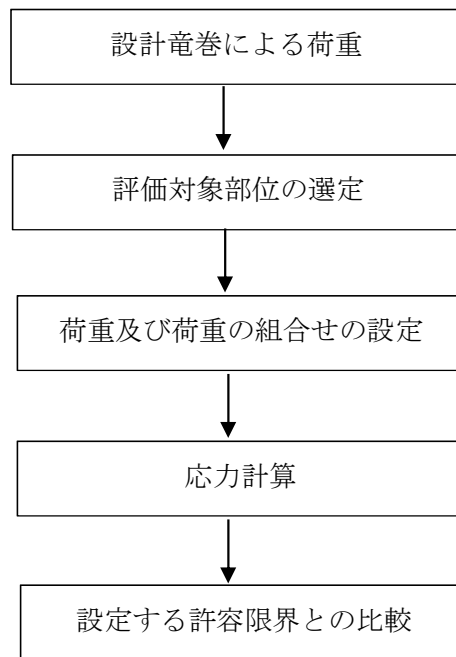 設計竜巻による荷重
評価対象部位の選定
荷重及び荷重の組合せの設定
応力計算
設定する許容限界との比較